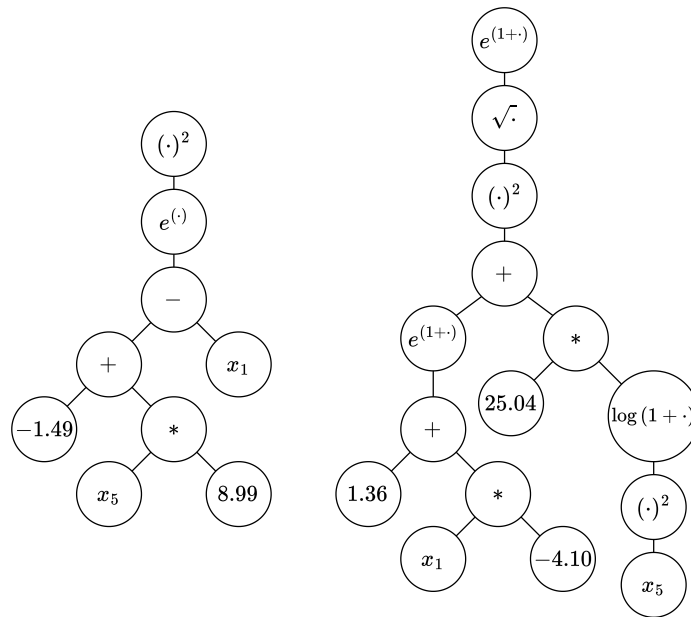 (·)²
e^(·)
−
+
x₁
−1.49
*
x₅
8.99
e^(1+·)
√·
(·)²
+
e^(1+·)
*
25.04
log (1 + ·)
+
1.36
*
(·)²
x₁
−4.10
x₅